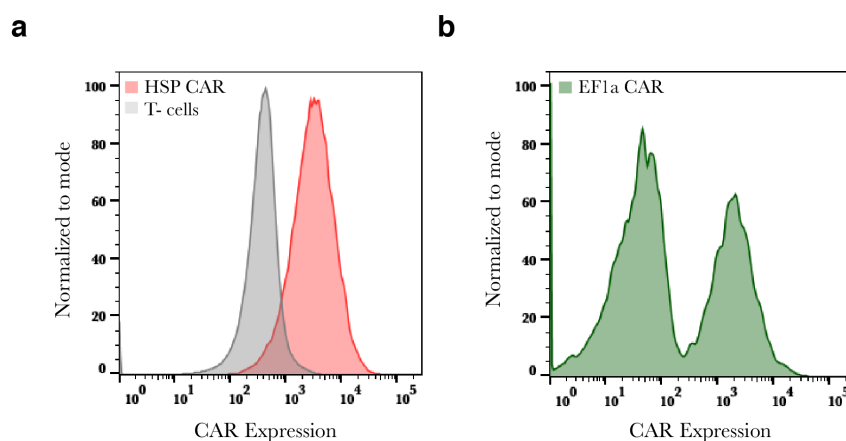 a
HSP CAR
T- cells
Normalized to mode
100
80
60
40
20
0
10^0 10^1 10^2 10^3 10^4 10^5
CAR Expression
b
EF1a CAR
Normalized to mode
100
80
60
40
20
0
10^0 10^1 10^2 10^3 10^4 10^5
CAR Expression